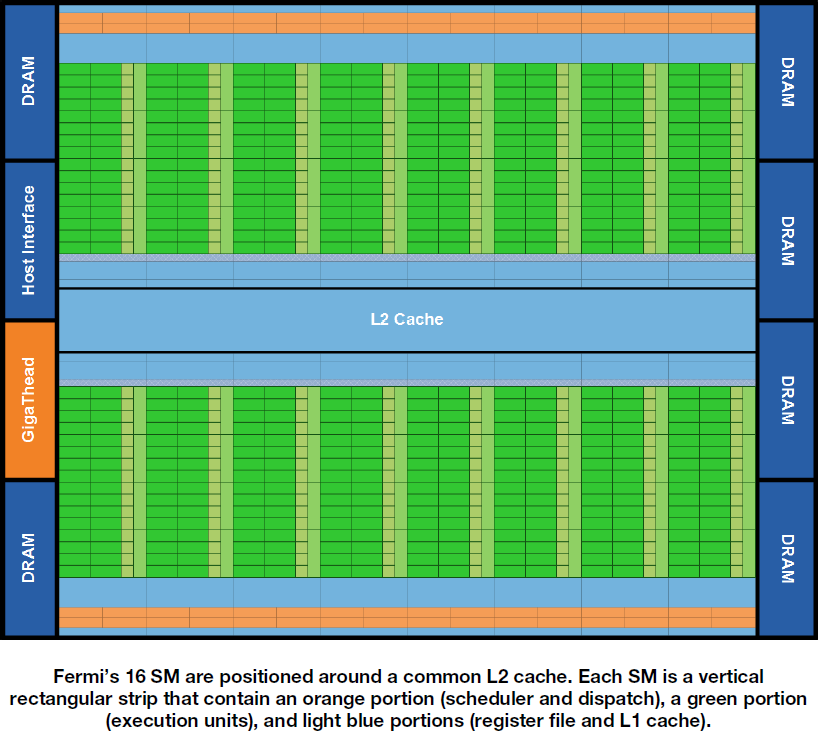 DRAM
Host Interface
GigaThead
DRAM
L2 Cache
DRAM
DRAM
DRAM
DRAM
Fermi’s 16 SM are positioned around a common L2 cache. Each SM is a vertical
rectangular strip that contain an orange portion (scheduler and dispatch), a green portion
(execution units), and light blue portions (register file and L1 cache).